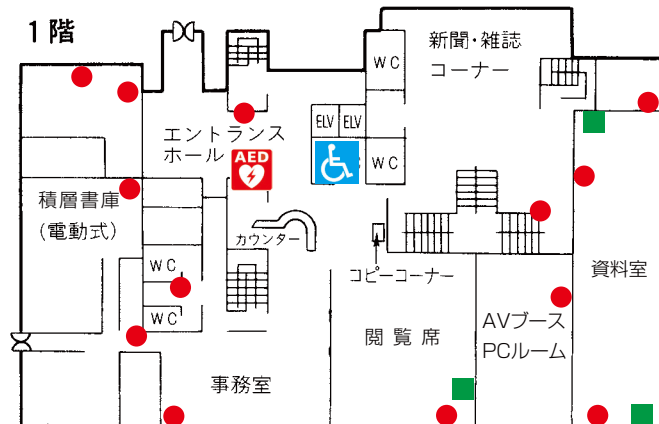 1階
新聞・雑誌
コーナー
WC
ELV ELV
エントランス
ホール
AED
WC
積層書庫
(電動式)
カウンター
WC
コピーコーナー
資料室
WC
閲覧席
AVブース
PCルーム
事務室